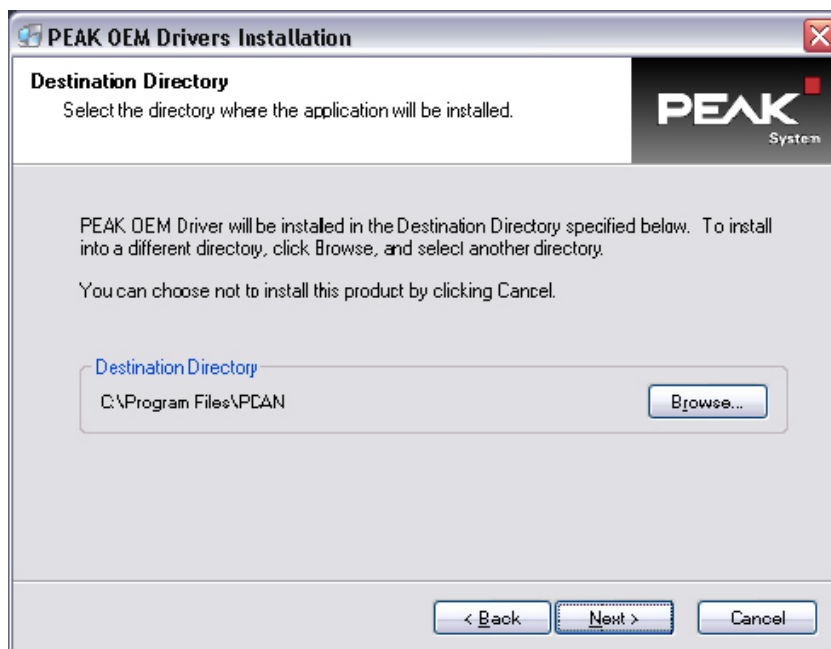 PEAK OEM Drivers Installation
Destination Directory
Select the directory where the application will be installed.
PEAK
System
PEAK OEM Driver will be installed in the Destination Directory specified below. To install
into a different directory, click Browse, and select another directory.
You can choose not to install this product by clicking Cancel.
Destination Directory
C:\Program Files\PCAN
Browse...
< Back
Next >
Cancel